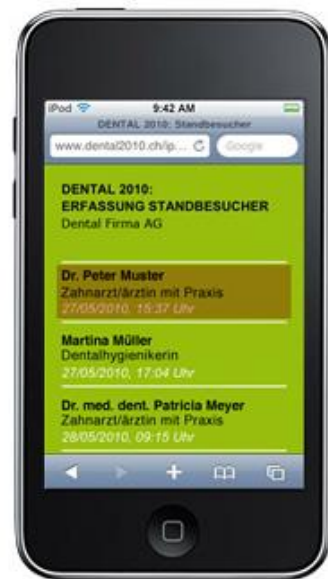 iPod 9:42 AM
DENTAL 2010: Standbesucher
www.dental2010.ch/ip... Google
DENTAL 2010:
ERFASSUNG STANDBESUCHER
Dental Firma AG
Dr. Peter Muster
Zahnarzt/ärztin mit Praxis
27/05/2010, 15:37 Uhr
Martina Müller
Dentalhygienikerin
27/05/2010, 17:04 Uhr
Dr. med. dent. Patricia Meyer
Zahnarzt/ärztin mit Praxis
28/05/2010, 09:15 Uhr